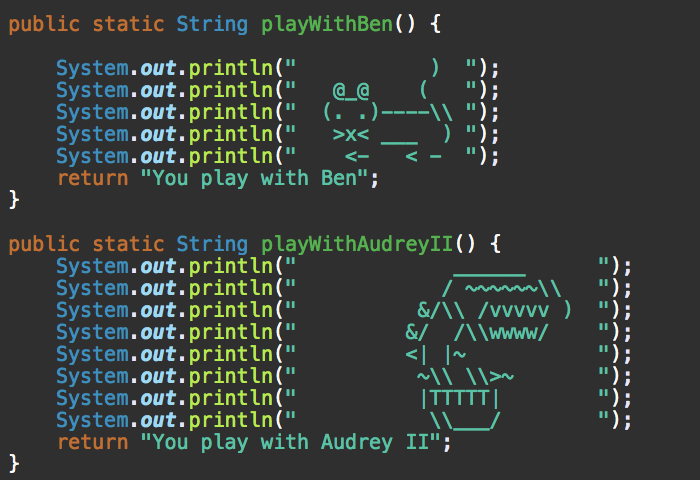 public static String playWithBen() {
    System.out.println("           )  ");
    System.out.println("   @_@    (   ");
    System.out.println("  (. .)----\\ ");
    System.out.println("   >x< ___  ) ");
    System.out.println("    <-   < -  ");
    return "You play with Ben";
}
public static String playWithAudreyII() {
    System.out.println("             ______      ");
    System.out.println("            / ~~~~~~\\   ");
    System.out.println("          &/\\ /vvvvv )  ");
    System.out.println("         &/  /\\wwww/    ");
    System.out.println("         <| |~           ");
    System.out.println("          ~\\ \\>~       ");
    System.out.println("          |TTTTT|        ");
    System.out.println("           \\___/        ");
    return "You play with Audrey II";
}